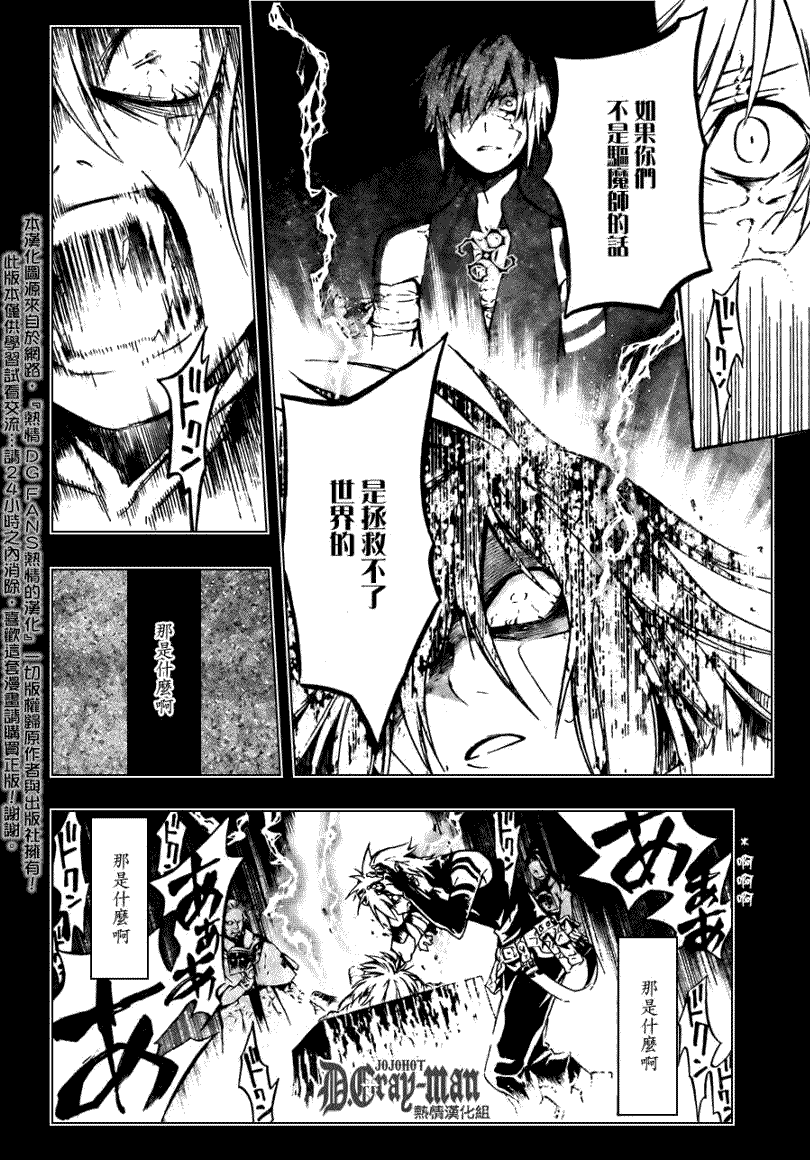 如果你們
不是驅魔師的話
ドクン
是拯救不了
世界的
ドクン
那是什麼啊
*啊啊啊
ああ
ドクン
那是什麼啊
ドクン
ああああ
那是什麼啊
ドクン
あ
ドクン
JOJOHOT
D.Gray-man
熱情漢化組
本漢化圖源來自於網路，『熱情DG FANS熱情的漢化』一切版權歸原作者與出版社擁有！
此版本僅供學習試看交流：請24小時之內消除，喜歡這套漫畫請購買正版！謝謝。